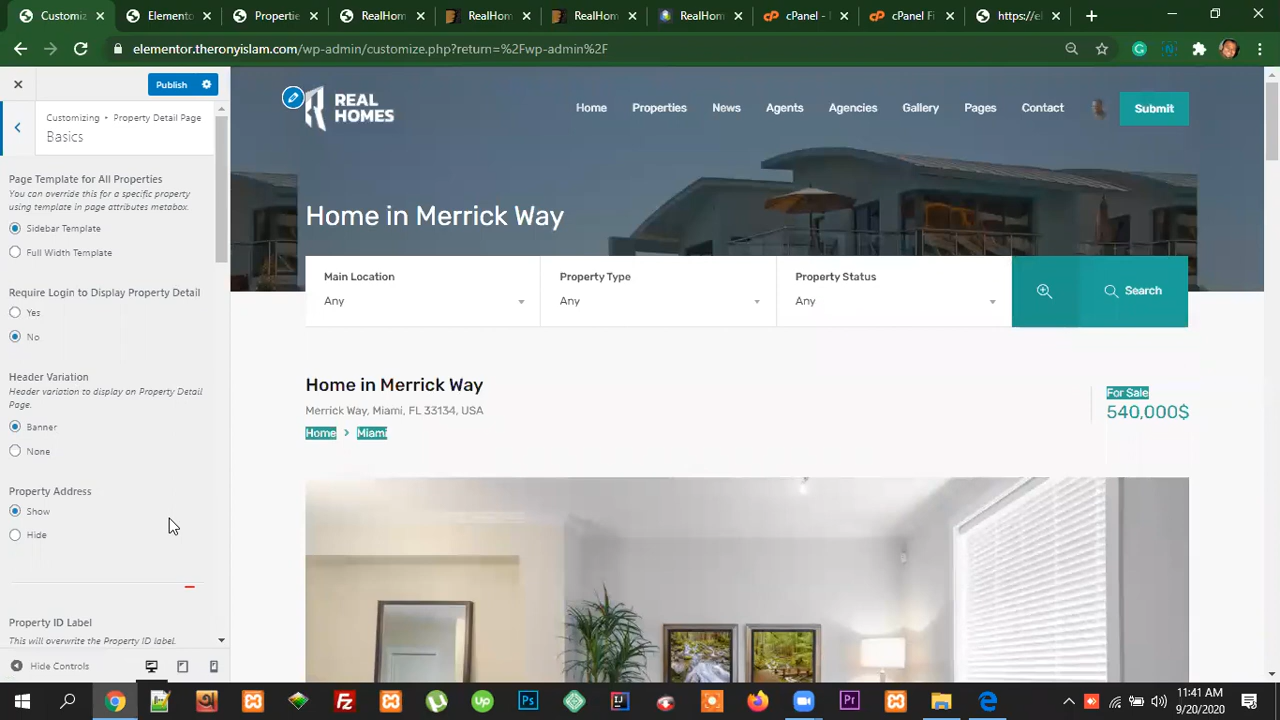 Customizi
Elemento
Propertie
RealHom
RealHom
RealHom
RealHom
cPanel - 
cPanel Fi
https://el
elementor.theronyislam.com/wp-admin/customize.php?return=%2Fwp-admin%2F
Publish
Customizing • Property Detail Page
Basics
Page Template for All Properties
You can override this for a specific property
using template in page attributes metabox.
Sidebar Template
Full Width Template
Require Login to Display Property Detail
Yes
No
Header Variation
Header variation to display on Property Detail
Page.
Banner
None
Property Address
Show
Hide
Property ID Label
This will overwrite the Property ID label.
Hide Controls
REAL
HOMES
Home
Properties
News
Agents
Agencies
Gallery
Pages
Contact
Submit
Home in Merrick Way
Main Location
Any
Property Type
Any
Property Status
Any
Search
Home in Merrick Way
Merrick Way, Miami, FL 33134, USA
Home > Miami
For Sale
540,000$
11:41 AM
9/20/2020